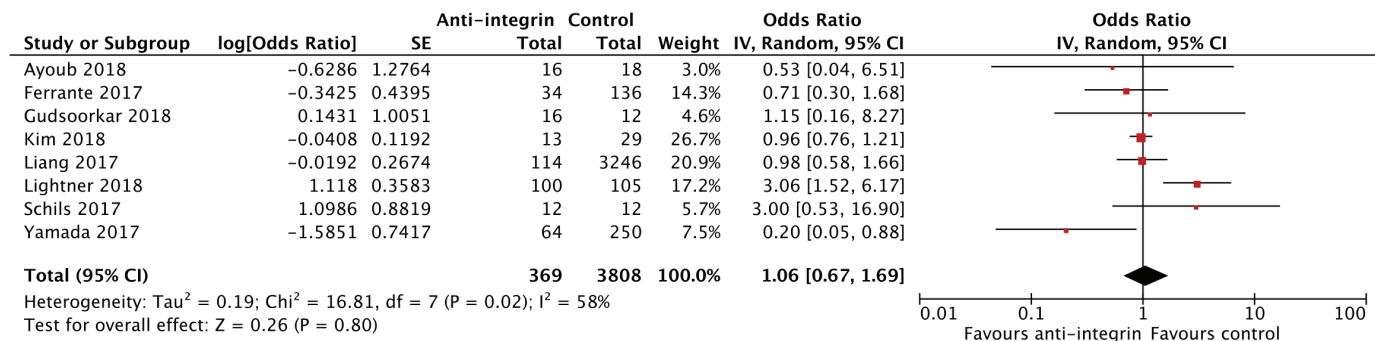 Anti-integrin Control Odds Ratio Odds Ratio
Study or Subgroup log[Odds Ratio] SE Total Total Weight IV, Random, 95% CI IV, Random, 95% CI
Ayoub 2018 −0.6286 1.2764 16 18 3.0% 0.53 [0.04, 6.51]
Ferrante 2017 −0.3425 0.4395 34 136 14.3% 0.71 [0.30, 1.68]
Gudsoorkar 2018 0.1431 1.0051 16 12 4.6% 1.15 [0.16, 8.27]
Kim 2018 −0.0408 0.1192 13 29 26.7% 0.96 [0.76, 1.21]
Liang 2017 −0.0192 0.2674 114 3246 20.9% 0.98 [0.58, 1.66]
Lightner 2018 1.118 0.3583 100 105 17.2% 3.06 [1.52, 6.17]
Schils 2017 1.0986 0.8819 12 12 5.7% 3.00 [0.53, 16.90]
Yamada 2017 −1.5851 0.7417 64 250 7.5% 0.20 [0.05, 0.88]
Total (95% CI) 369 3808 100.0% 1.06 [0.67, 1.69]
Heterogeneity: Tau² = 0.19; Chi² = 16.81, df = 7 (P = 0.02); I² = 58%
Test for overall effect: Z = 0.26 (P = 0.80)
0.01 0.1 1 10 100
Favours anti-integrin Favours control